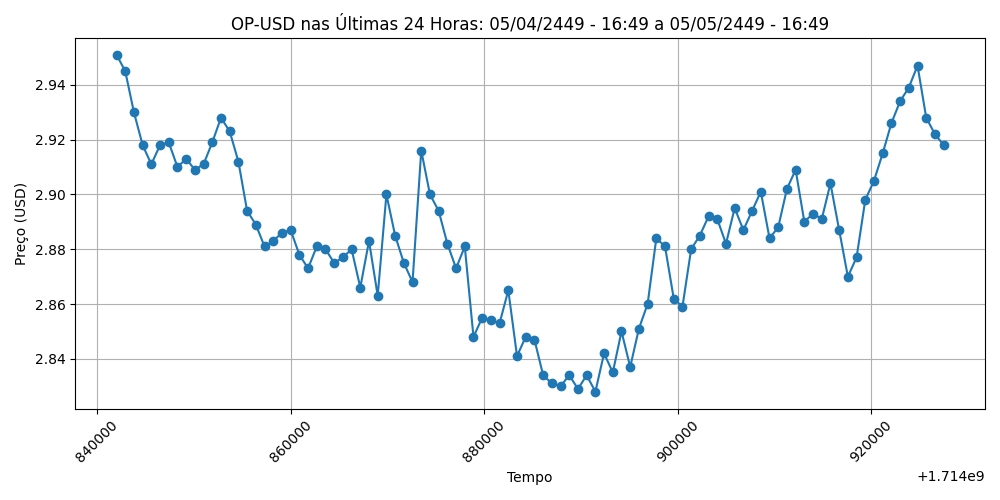 OP-USD nas Últimas 24 Horas: 05/04/2449 - 16:49 a 05/05/2449 - 16:49
Preço (USD)
2.94
2.92
2.90
2.88
2.86
2.84
840000
860000
880000
900000
920000
Tempo
+1.714e9